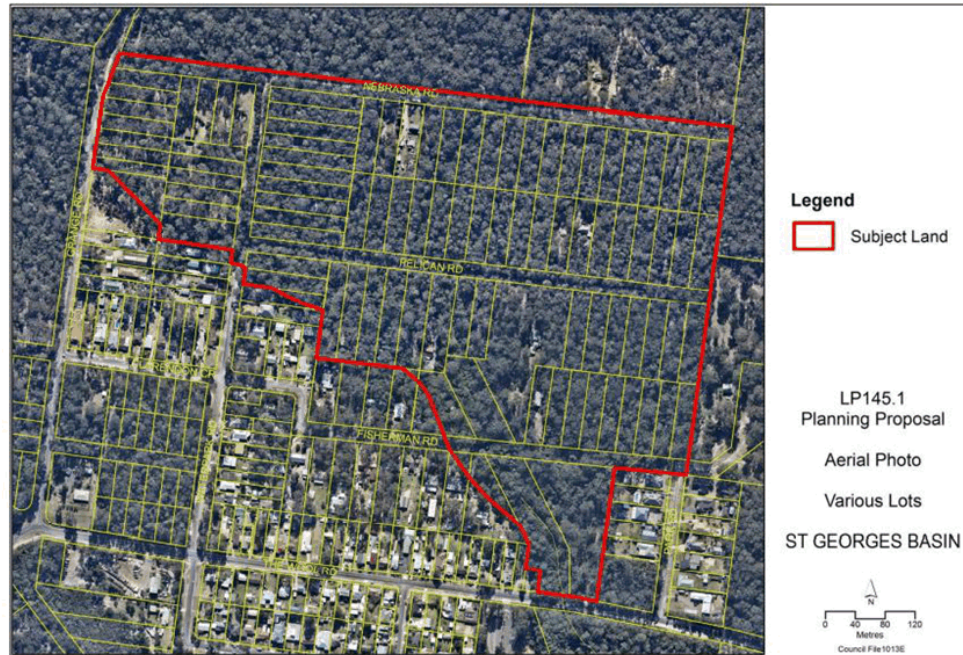 NEBRASKA RD
PELICAN RD
FISHERMAN RD
Legend
Subject Land
LP145.1
Planning Proposal
Aerial Photo
Various Lots
ST GEORGES BASIN
N
0 40 80 120
Metres
Council File1013E